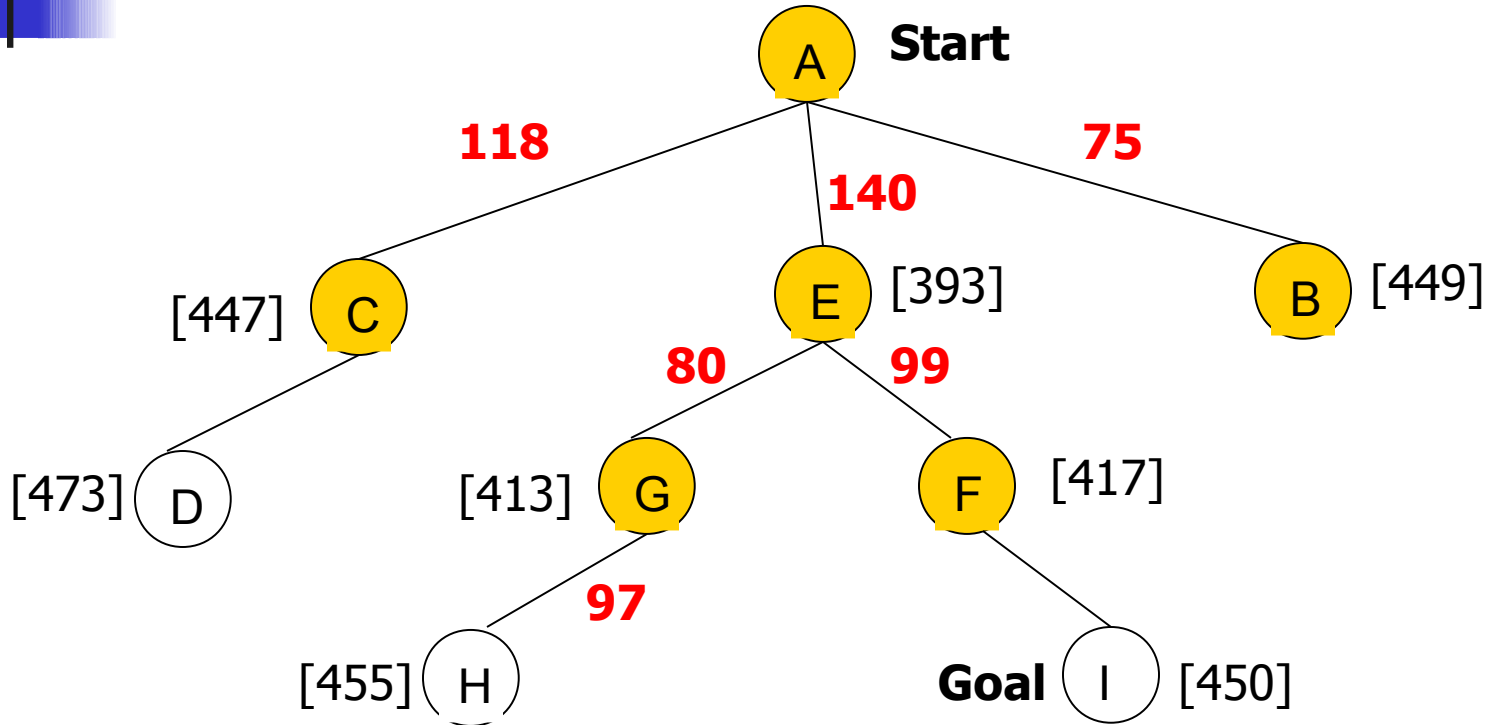 A Start
118
75
140
[447] C
E [393]
B [449]
80
99
[473] D
[413] G
F [417]
97
[455] H
Goal I [450]